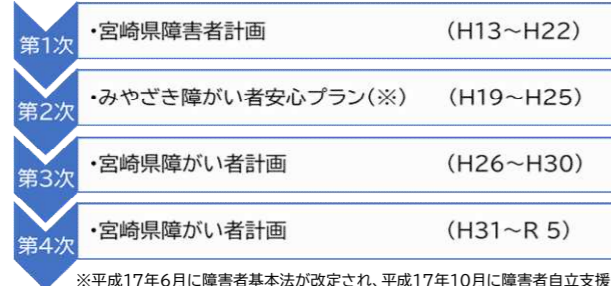 第1次 ・宮崎県障害者計画 (H13～H22)
第2次 ・みやざき障がい者安心プラン(※) (H19～H25)
第3次 ・宮崎県障がい者計画 (H26～H30)
第4次 ・宮崎県障がい者計画 (H31～R 5)
※平成17年6月に障害者基本法が改定され、平成17年10月に障害者自立支援